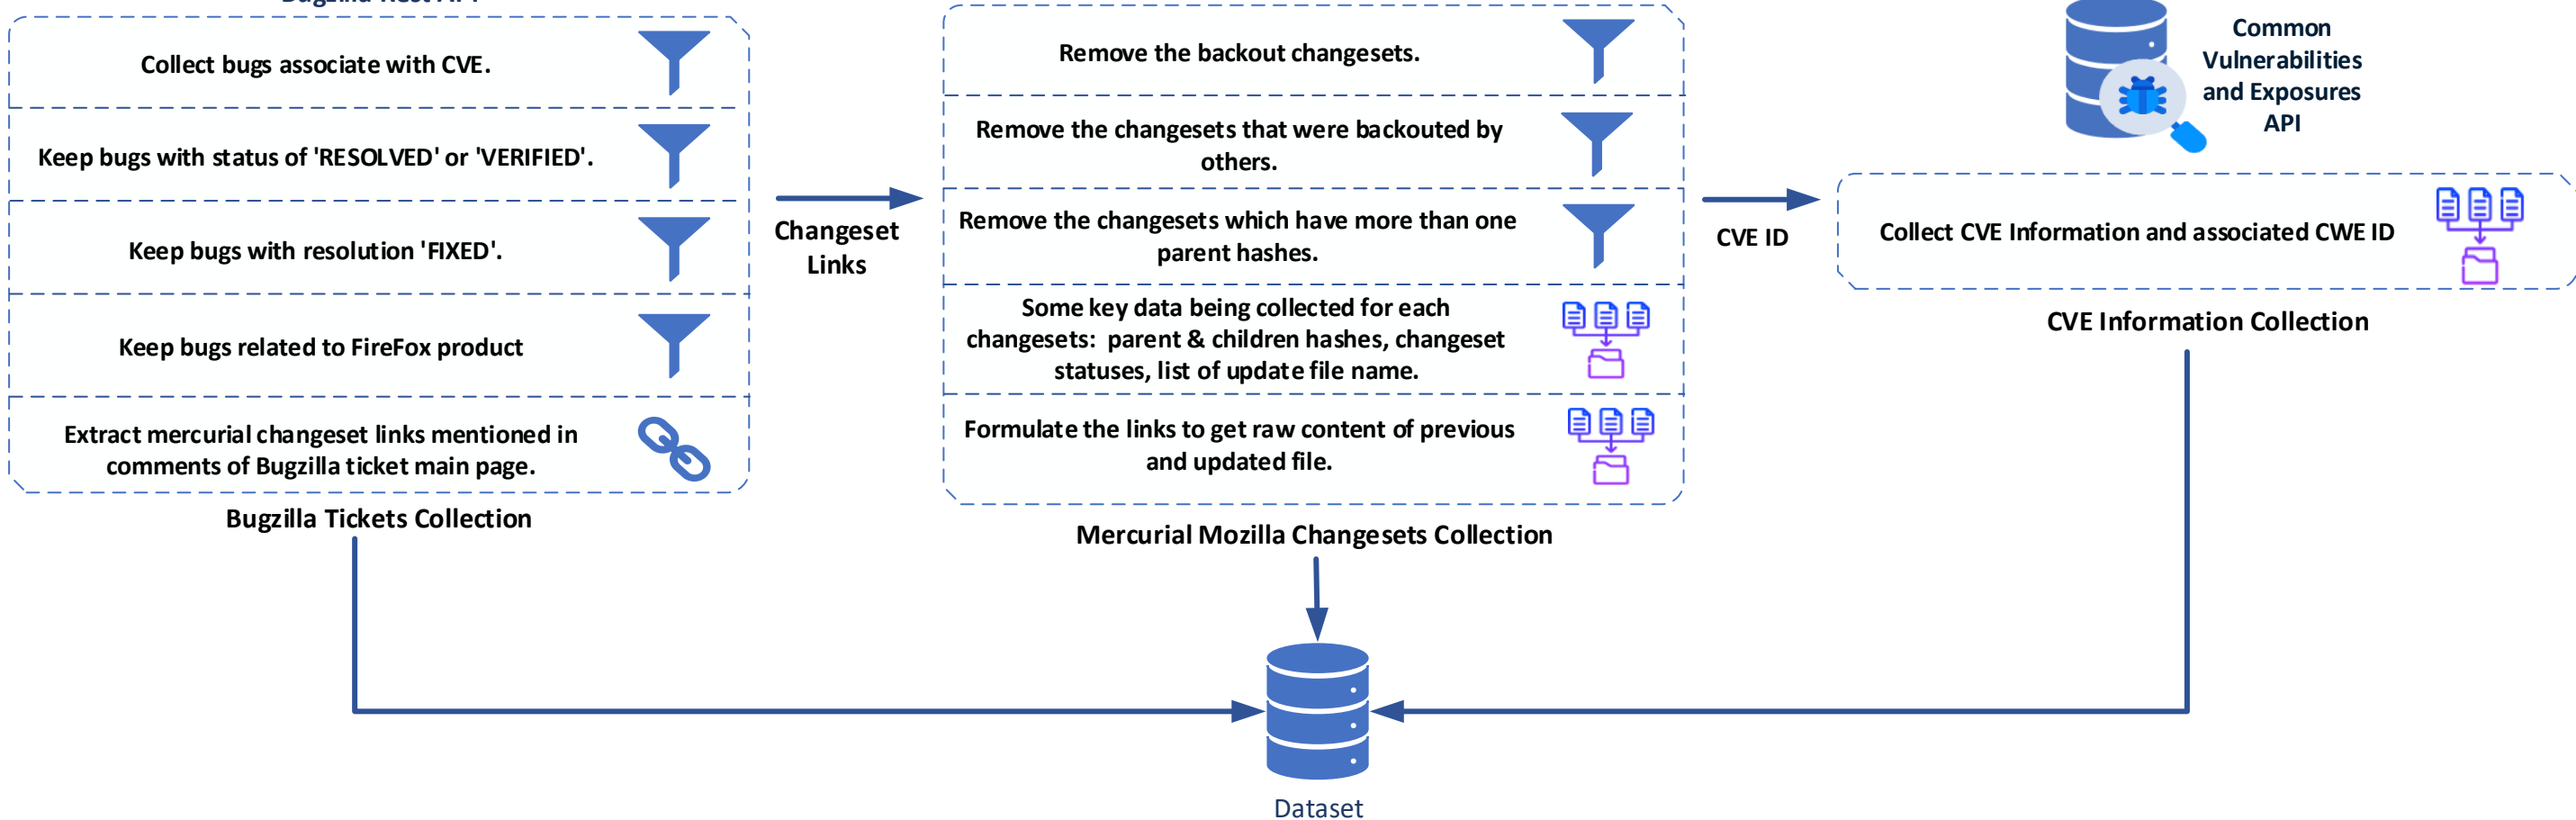 Bugzilla Rest API
Collect bugs associate with CVE.
Keep bugs with status of 'RESOLVED' or 'VERIFIED'.
Keep bugs with resolution 'FIXED'.
Keep bugs related to FireFox product
Extract mercurial changeset links mentioned in
comments of Bugzilla ticket main page.
Bugzilla Tickets Collection
Changeset
Links
Remove the backout changesets.
Remove the changesets that were backouted by
others.
Remove the changesets which have more than one
parent hashes.
Some key data being collected for each
changesets: parent & children hashes, changeset
statuses, list of update file name.
Formulate the links to get raw content of previous
and updated file.
Mercurial Mozilla Changesets Collection
CVE ID
Common
Vulnerabilities
and Exposures
API
Collect CVE Information and associated CWE ID
CVE Information Collection
Dataset